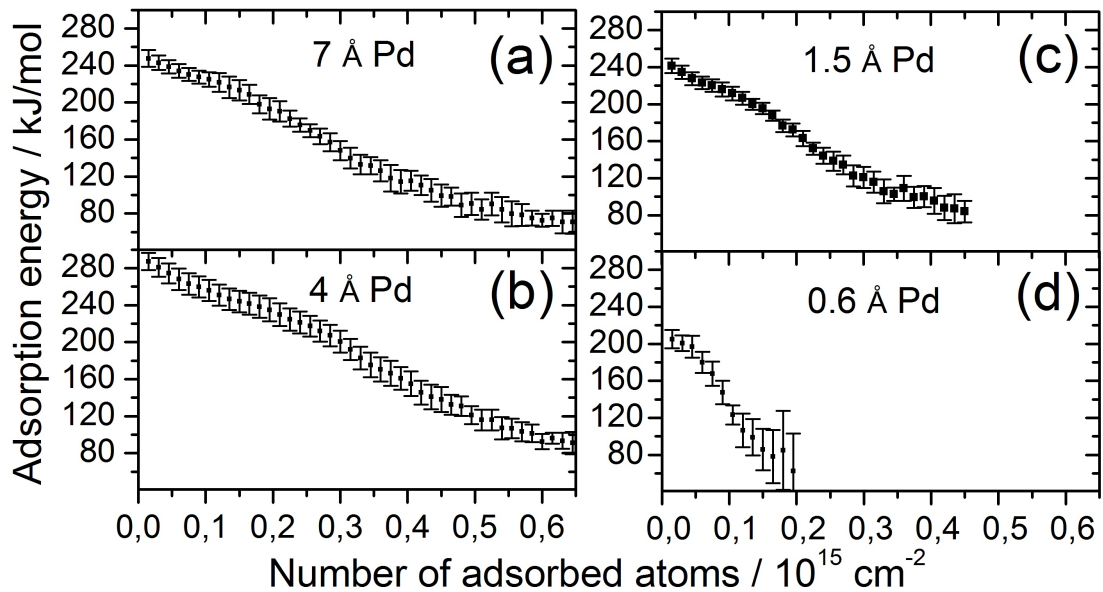 Adsorption energy / kJ/mol
280
240
200
160
120
80
7 Å Pd
(a)
280
240
200
160
120
80
4 Å Pd
(b)
0,0 0,1 0,2 0,3 0,4 0,5 0,6
280
240
200
160
120
80
1.5 Å Pd
(c)
280
240
200
160
120
80
0.6 Å Pd
(d)
0,0 0,1 0,2 0,3 0,4 0,5 0,6
Number of adsorbed atoms / 10¹⁵ cm⁻²